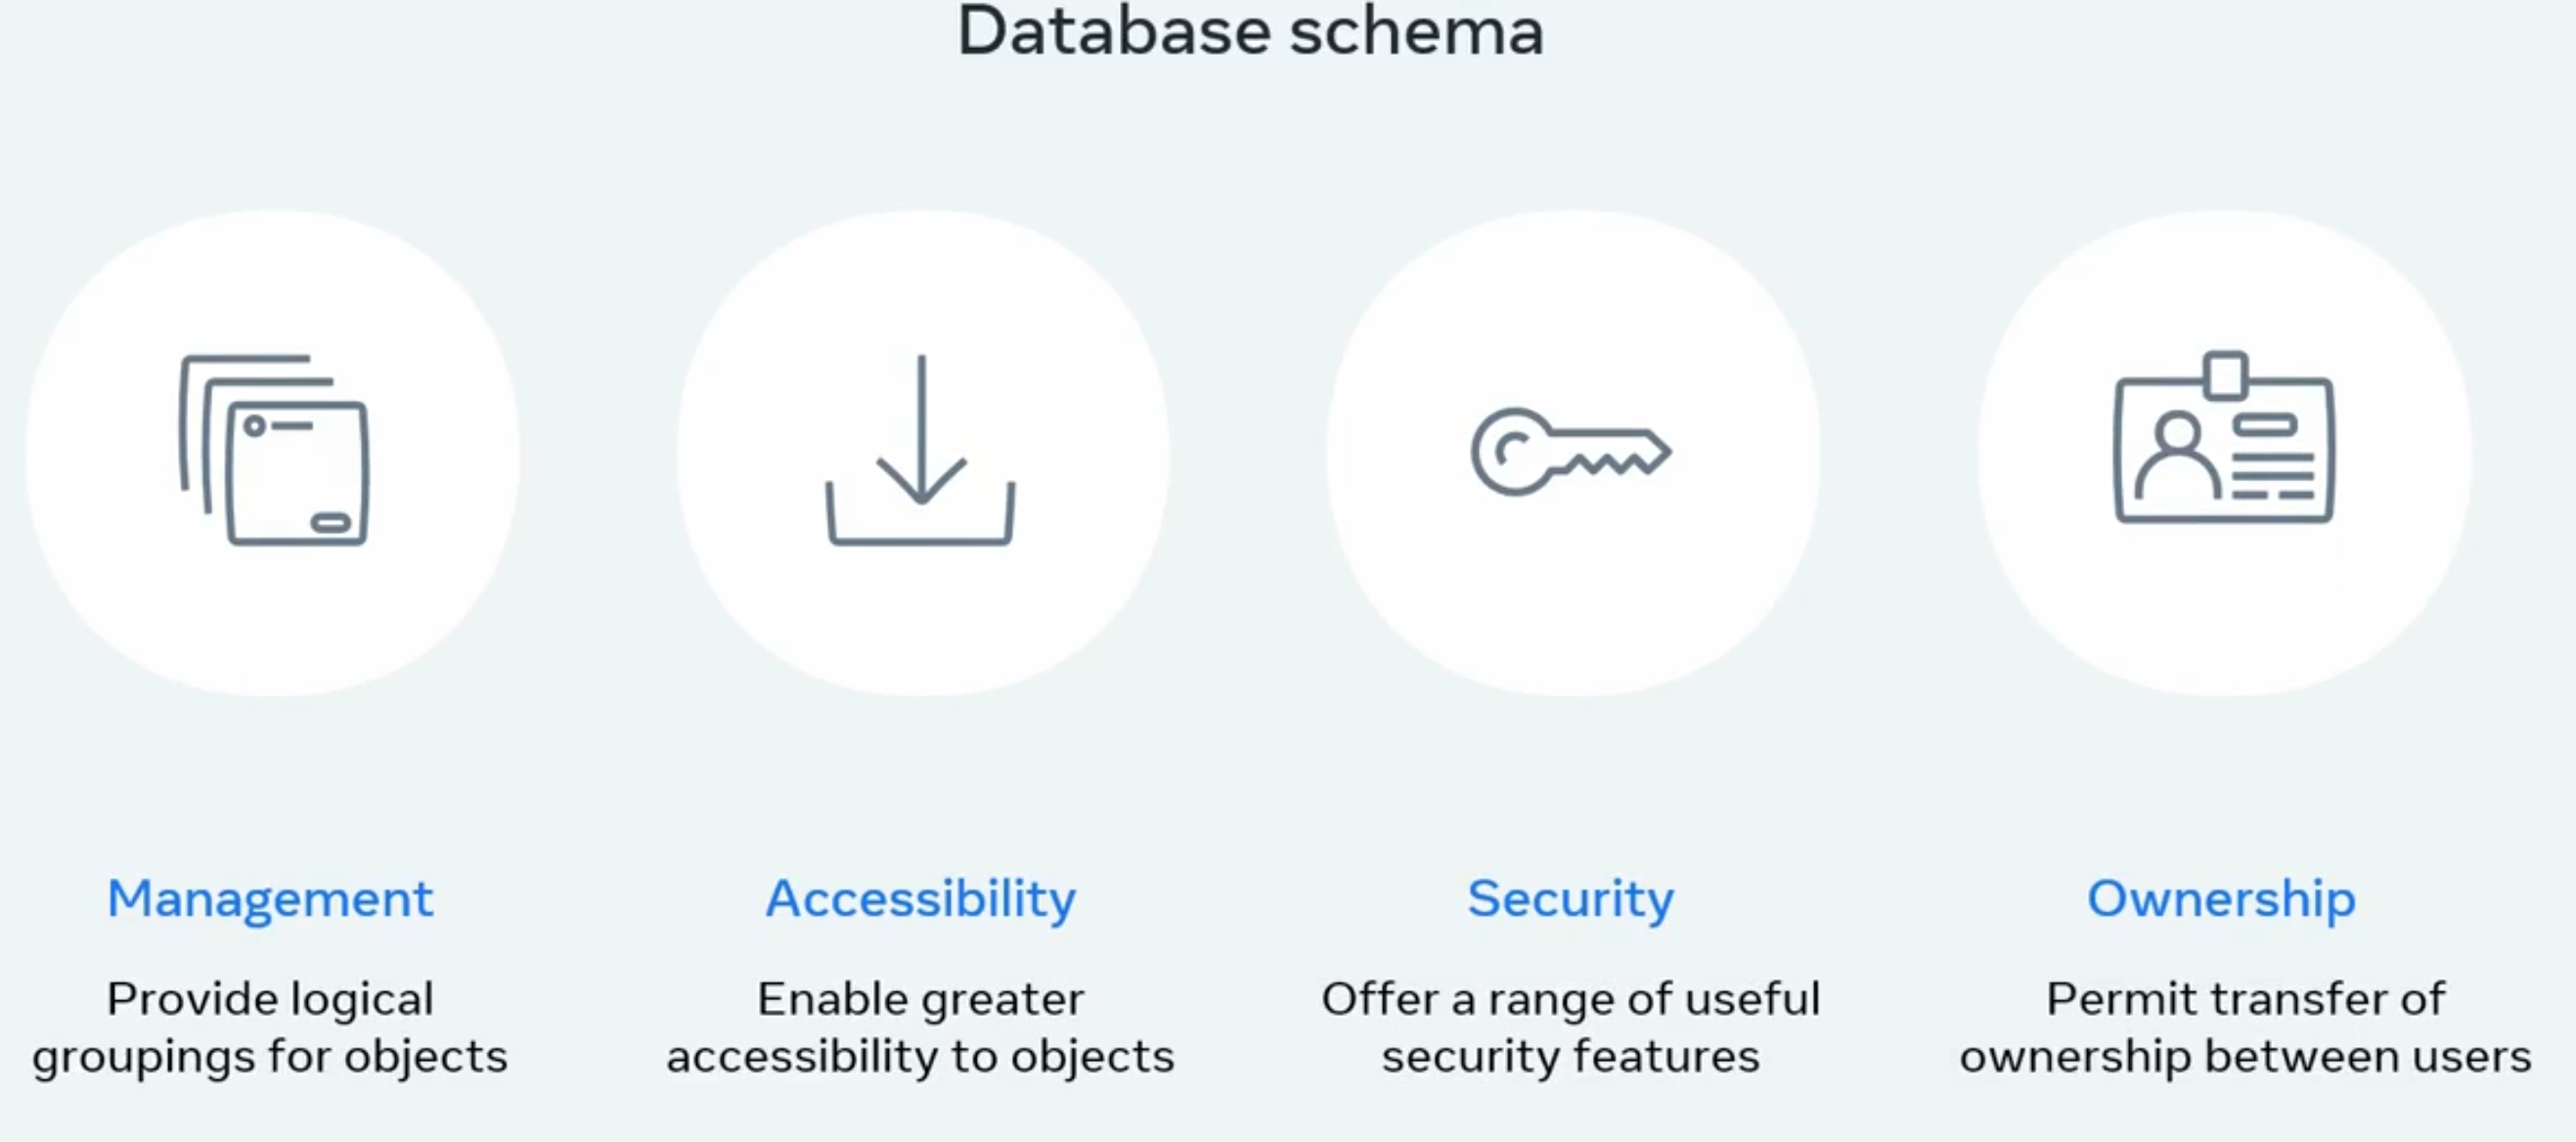 Database schema
Management
Provide logical
groupings for objects
Accessibility
Enable greater
accessibility to objects
Security
Offer a range of useful
security features
Ownership
Permit transfer of
ownership between users